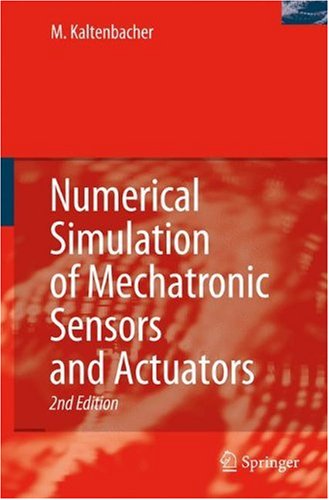 M. Kaltenbacher
Numerical
Simulation
of Mechatronic
Sensors
and Actuators
2nd Edition
Springer